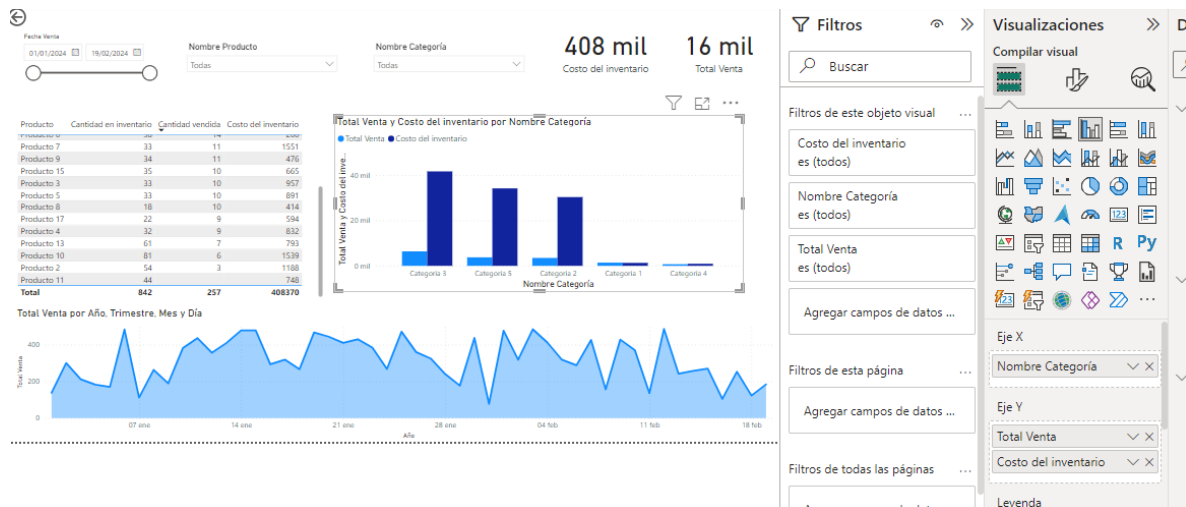 Fecha Venta
01/01/2024
19/02/2024
Nombre Producto
Todas
Nombre Categoría
Todas
408 mil
Costo del inventario
16 mil
Total Venta
Producto Cantidad en inventario Cantidad vendida Costo del inventario
Producto 7 33 11 1551
Producto 9 34 11 476
Producto 15 35 10 665
Producto 3 33 10 957
Producto 5 33 10 891
Producto 8 18 10 414
Producto 17 22 9 594
Producto 4 32 9 832
Producto 13 61 7 793
Producto 10 81 6 1539
Producto 2 54 3 1188
Producto 11 44 748
Total 842 257 408370
Total Venta y Costo del inventario por Nombre Categoría
Total Venta Costo del inventario
Total Venta y Costo del inve...
40 mil
20 mil
0 mil
Categoria 3 Categoria 5 Categoria 2 Categoria 1 Categoria 4
Nombre Categoría
Total Venta por Año, Trimestre, Mes y Día
Total Venta
400
200
0
07 ene 14 ene 21 ene 28 ene 04 feb 11 feb 18 feb
Año
Filtros
Buscar
Filtros de este objeto visual ...
Costo del inventario
es (todos)
Nombre Categoría
es (todos)
Total Venta
es (todos)
Agregar campos de datos ...
Filtros de esta página ...
Agregar campos de datos ...
Filtros de todas las páginas ...
Visualizaciones
Compilar visual
123
R Py
123
...
Eje X
Nombre Categoría
Eje Y
Total Venta
Costo del inventario
Leyenda
D